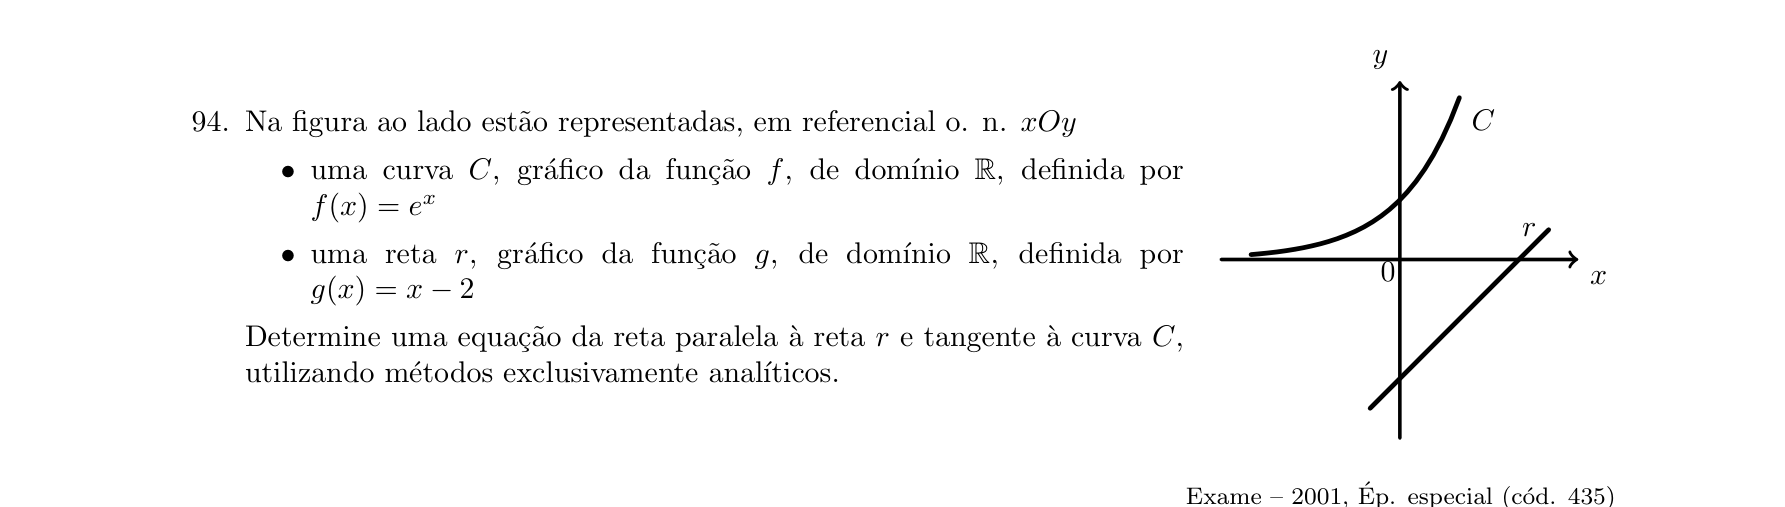 y
94. Na figura ao lado estão representadas, em referencial o. n. xOy
C
• uma curva C, gráfico da função f, de domínio ℝ, definida por
f(x) = eˣ
r
• uma reta r, gráfico da função g, de domínio ℝ, definida por
g(x) = x − 2
0
x
Determine uma equação da reta paralela à reta r e tangente à curva C,
utilizando métodos exclusivamente analíticos.
Exame – 2001, Ép. especial (cód. 435)